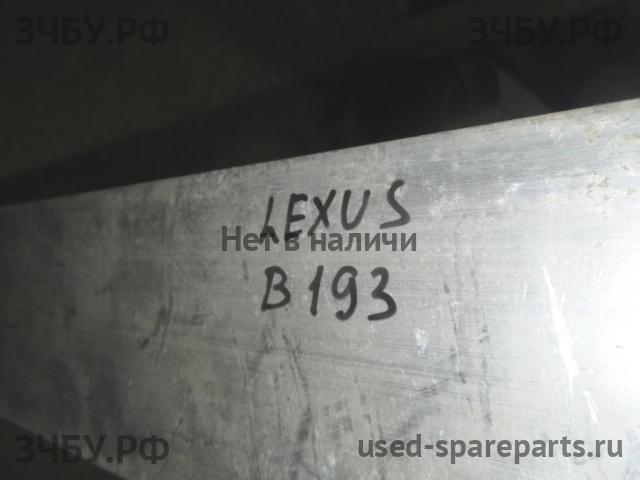 ЗЧБУ.РФ ЗЧБУ.РФ
LEXUS
Нет в наличи
B193
ЗЧБУ.РФ used-spareparts.ru